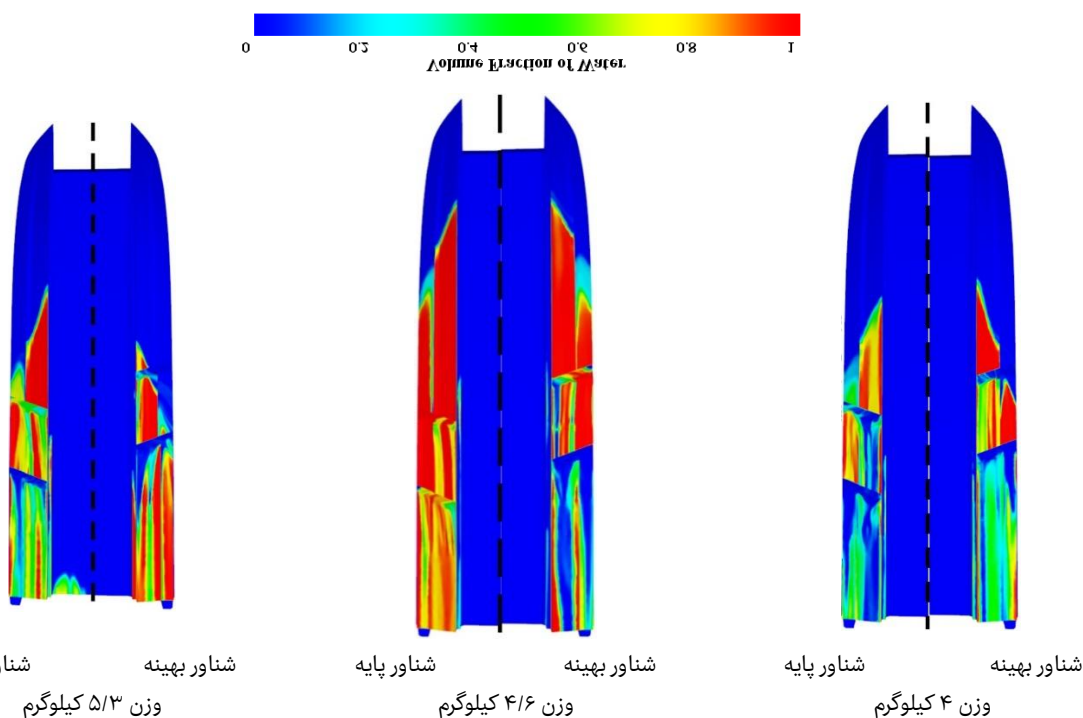 0 0.2 0.4 0.6 0.8 1
Volume Fraction of Water
شناور بهینه شناور پایه شناور بهینه شناور پایه شناور بهینه
وزن ۴ کیلوگرم وزن ۴/۶ کیلوگرم وزن ۵/۳ کیلوگرم